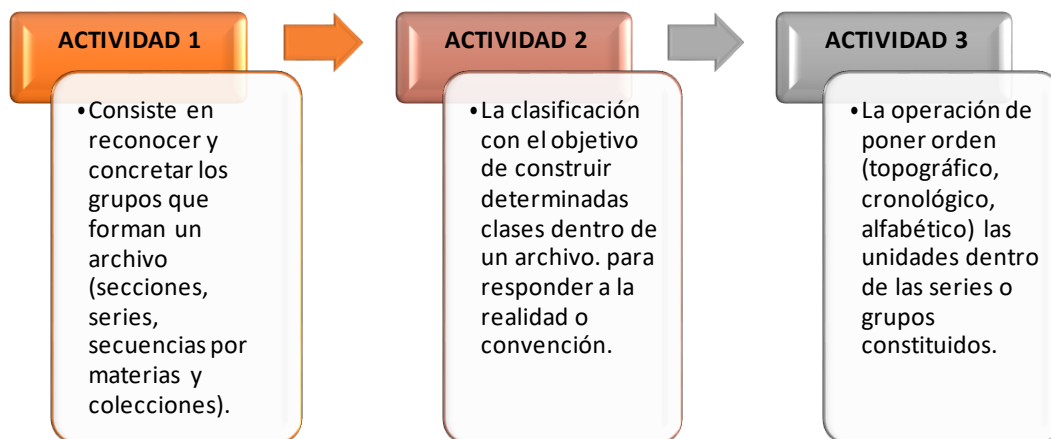 ACTIVIDAD 1
•Consiste en
reconocer y
concretar los
grupos que
forman un
archivo
(secciones,
series,
secuencias por
materias y
colecciones).
ACTIVIDAD 2
•La clasificación
con el objetivo
de construir
determinadas
clases dentro de
un archivo. para
responder a la
realidad o
convención.
ACTIVIDAD 3
•La operación de
poner orden
(topográfico,
cronológico,
alfabético) las
unidades dentro
de las series o
grupos
constituidos.